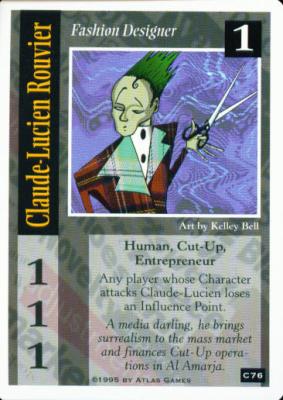 Claude-Lucien Rouvier
Fashion Designer
1
Art by Kelley Bell
Human, Cut-Up,
Entrepreneur
Any player whose Character
attacks Claude-Lucien loses
an Influence Point.
A media darling, he brings
surrealism to the mass market
and finances Cut-Up opera-
tions in Al Amarja.
1
1
1
©1995 BY ATLAS GAMES
C76